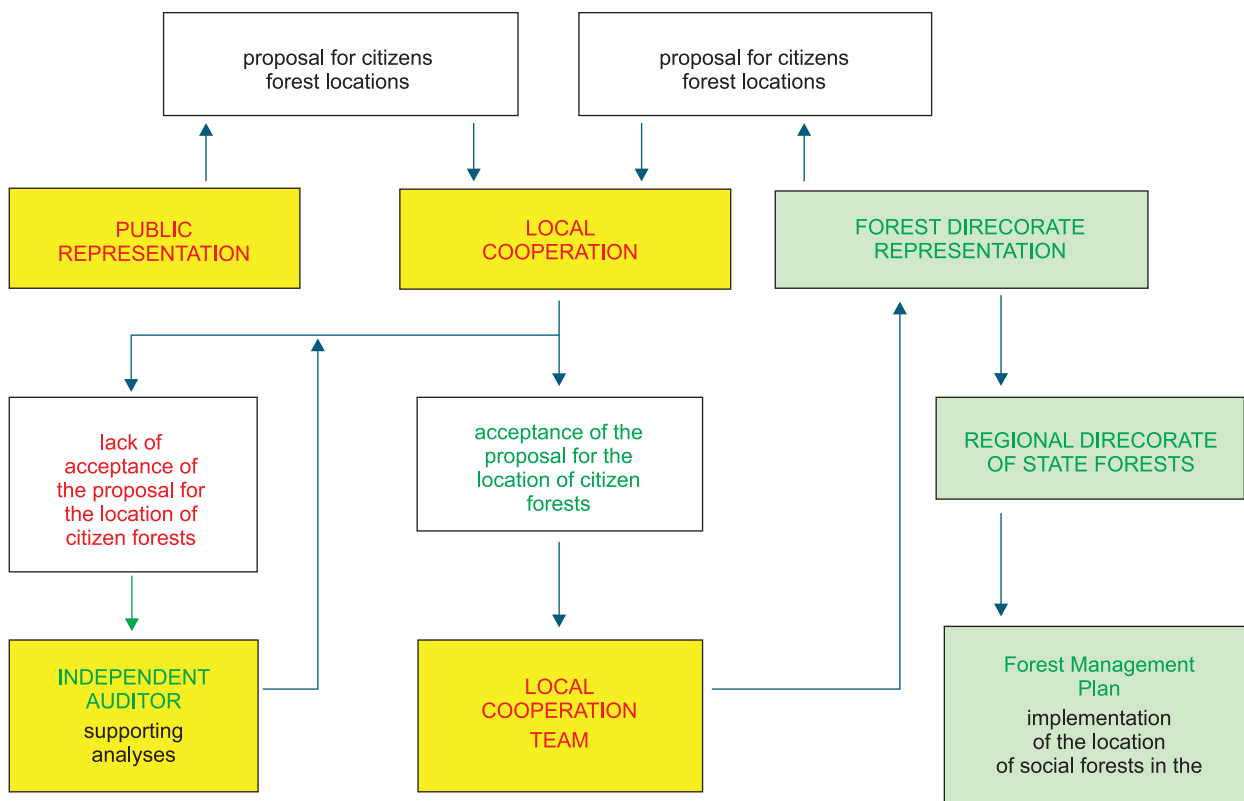 proposal for citizens
forest locations
proposal for citizens
forest locations
PUBLIC
REPRESENTATION
LOCAL
COOPERATION
FOREST DIRECORATE
REPRESENTATION
lack of
acceptance of
the proposal for
the location of
citizen forests
acceptance of the
proposal for the
location of citizen
forests
REGIONAL DIRECORATE
OF STATE FORESTS
INDEPENDENT
AUDITOR
supporting
analyses
LOCAL
COOPERATION
TEAM
Forest Management
Plan
implementation
of the location
of social forests in the